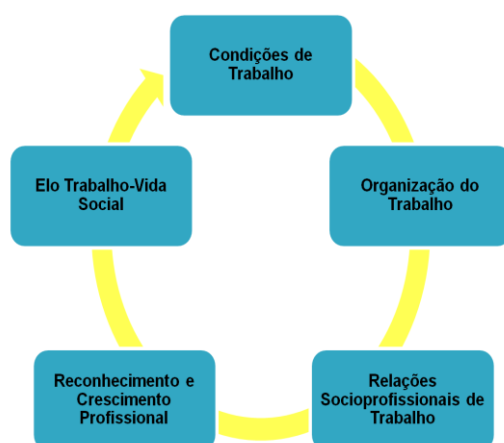 Condições de
Trabalho
Organização do
Trabalho
Relações
Socioprofissionais de
Trabalho
Reconhecimento e
Crescimento
Profissional
Elo Trabalho-Vida
Social